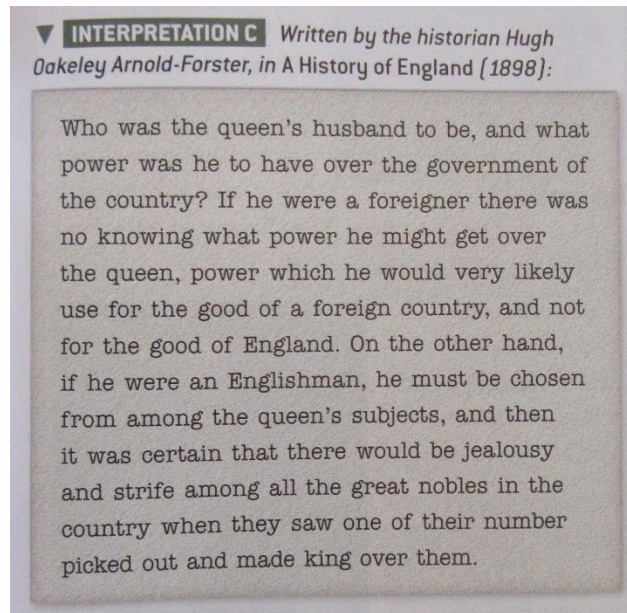 ▼ INTERPRETATION C Written by the historian Hugh
Oakeley Arnold-Forster, in A History of England (1898):
Who was the queen's husband to be, and what
power was he to have over the government of
the country? If he were a foreigner there was
no knowing what power he might get over
the queen, power which he would very likely
use for the good of a foreign country, and not
for the good of England. On the other hand,
if he were an Englishman, he must be chosen
from among the queen's subjects, and then
it was certain that there would be jealousy
and strife among all the great nobles in the
country when they saw one of their number
picked out and made king over them.